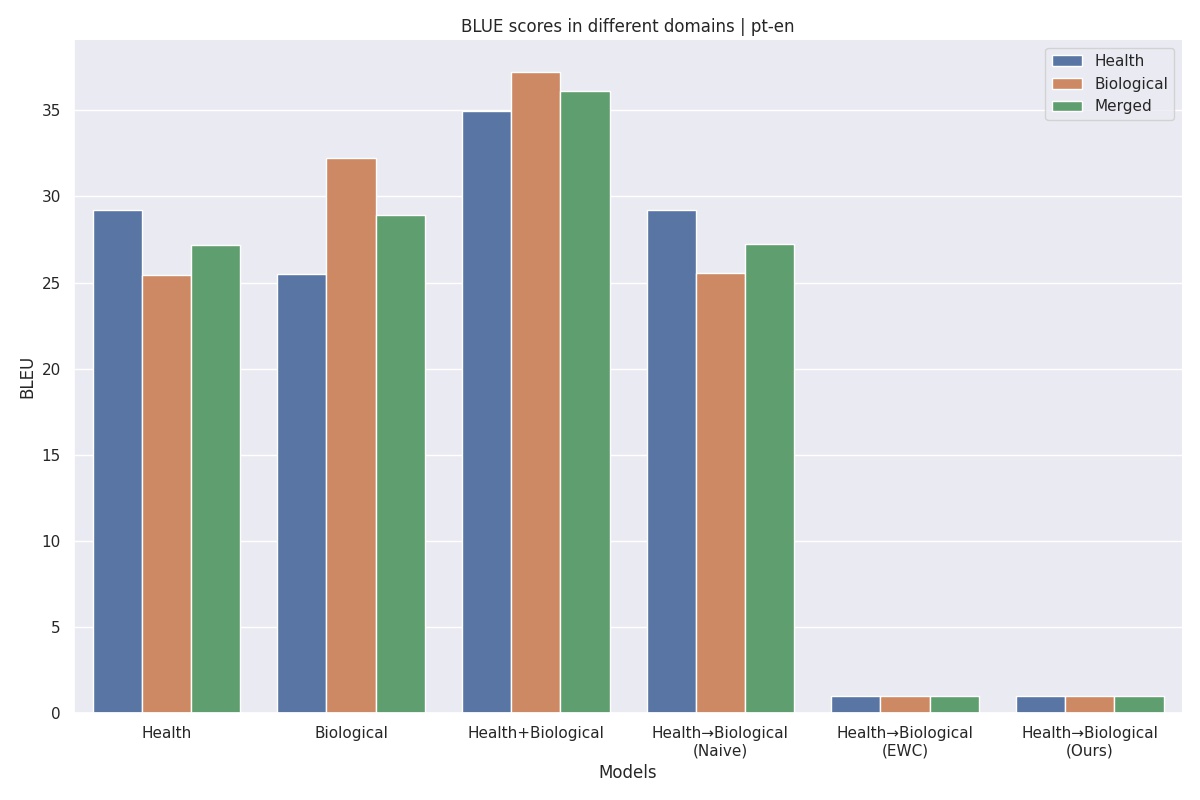 BLUE scores in different domains | pt-en
Health
Biological
Merged
BLEU
35
30
25
20
15
10
5
0
Health
Biological
Health+Biological
Health→Biological
(Naive)
Health→Biological
(EWC)
Health→Biological
(Ours)
Models